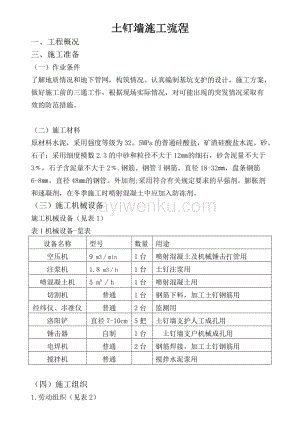 土钉墙施工流程
一、工程概况
三、施工准备
（一）作业条件
了解地质情况和地下管网，构筑情况。认真编制基坑支护的设计，施工方案，
做好施工前的三通工作，根据现场实际情况，对可能出现的突发情况采取有
效的防范措施。
（二）施工材料
原材料水泥，采用强度等级为32．5MPa的普通硅酸盐，矿渣硅酸盐水泥，砂，
石子；采用细度模数2.3的中砂和粒径不大于12mm的细石，砂含泥量不大于
3%，石子含泥量不大于2%。钢筋：土钉钢筋直径18-32mm，盘条钢筋
6-8mm，直径48mm的钢管。外加剂：采用符合有关规定要求的早强剂，膨胀剂
和速凝剂，在冬季施工时喷射混凝土中应加入防冻剂。
（三）施工机械设备
施工机械设备（见表1）
表1机械设备一览表
设备名称 型号 数量 用途
空压机 9 m3/min 1台 喷射混凝土及机械锤击打管用
注浆机 1.8 m3/h 1台 土钉注浆用
喷混凝土机 5 m³/h 1台 喷射混凝土用
切割机 普通 1台 钢筋下料，加工土钉钢筋用
经纬仪、水准仪 普通 2台 监测用
洛阳铲 直径7-10cm 5把 土钉墙支护人工成孔用
锤击器 自制 1台 土钉墙支护机械成孔用
电焊机 普通 2台 钢筋焊接，加工土钉钢筋用
搅拌机 普通 1台 搅拌水泥浆用
（四）施工组织
1.劳动组织（见表2）